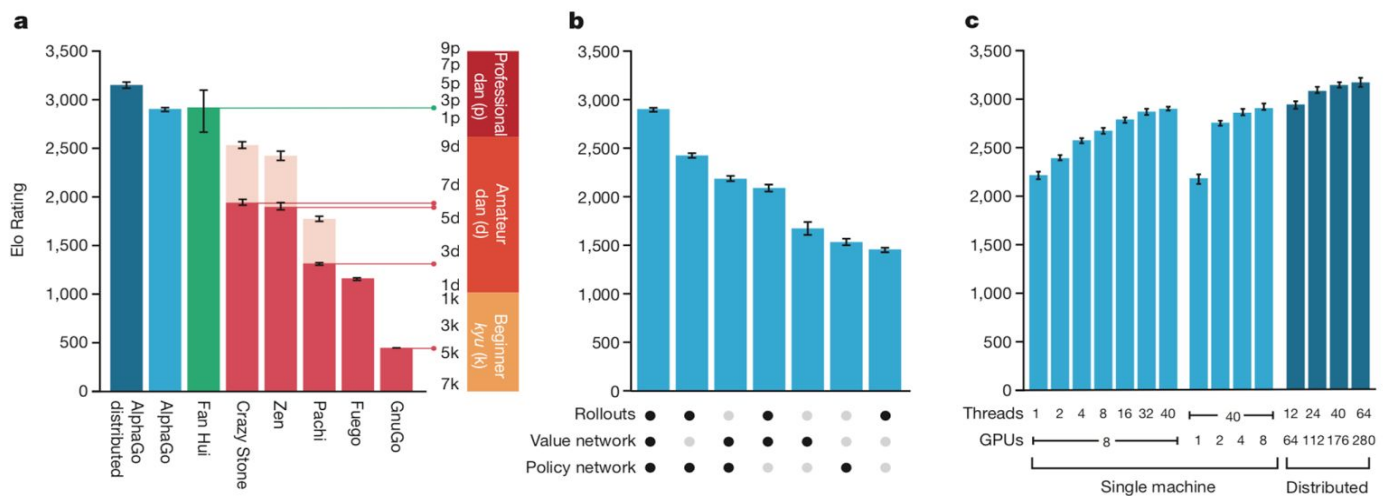 a
3,500
3,000
2,500
2,000
1,500
1,000
500
0
Elo Rating
AlphaGo distributed
AlphaGo
Fan Hui
Crazy Stone
Zen
Pachi
Fuego
GnuGo
9p
7p
5p
3p
1p
9d
7d
5d
3d
1d
1k
3k
5k
7k
Professional
dan (p)
Amateur
dan (d)
Beginner
kyu (k)
b
3,500
3,000
2,500
2,000
1,500
1,000
500
0
Rollouts
Value network
Policy network
c
3,500
3,000
2,500
2,000
1,500
1,000
500
0
Threads 1 2 4 8 16 32 40 40 12 24 40 64
GPUs 8 1 2 4 8 64 112 176 280
Single machine Distributed